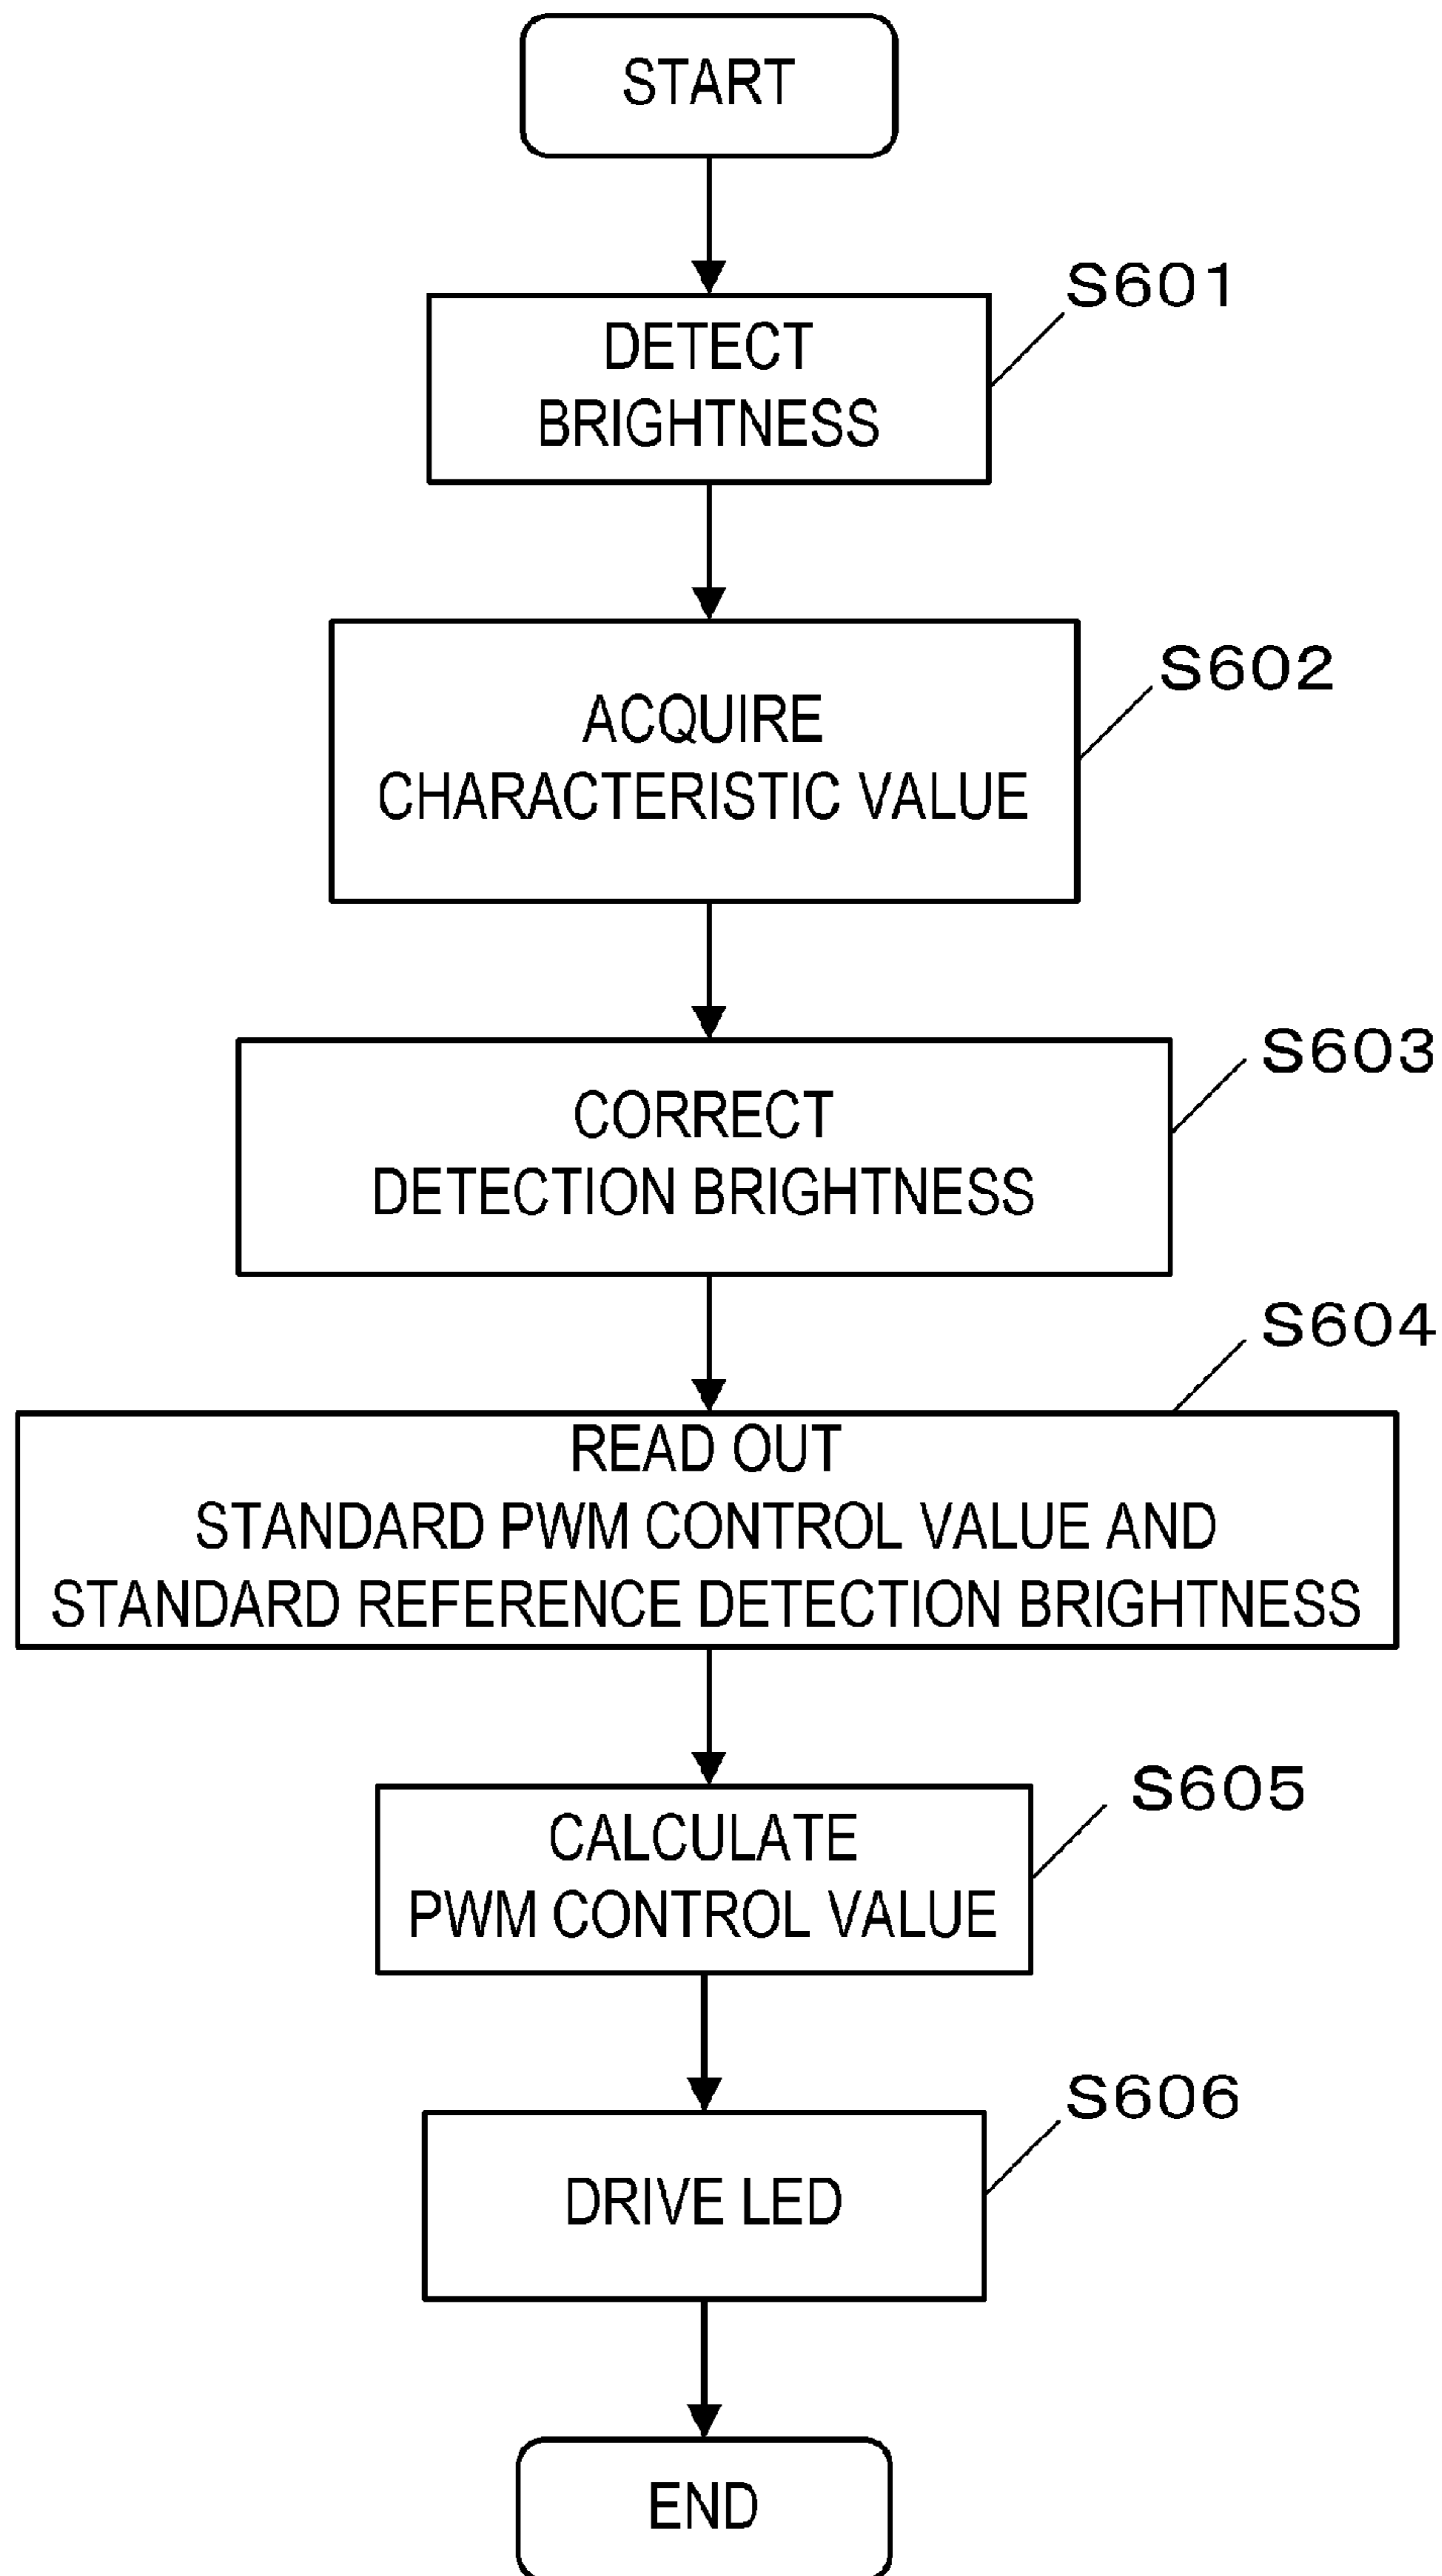 START
S601
DETECT
BRIGHTNESS
S602
ACQUIRE
CHARACTERISTIC VALUE
S603
CORRECT
DETECTION BRIGHTNESS
S604
READ OUT
STANDARD PWM CONTROL VALUE AND
STANDARD REFERENCE DETECTION BRIGHTNESS
S605
CALCULATE
PWM CONTROL VALUE
S606
DRIVE LED
END